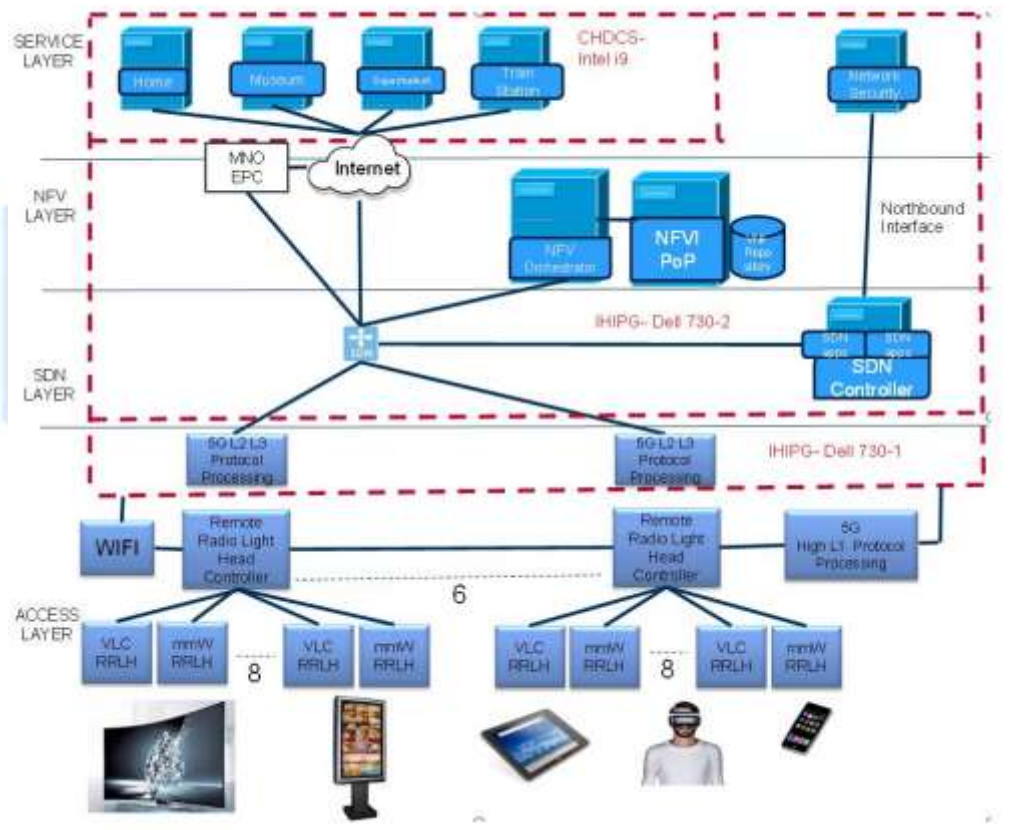 SERVICE
LAYER
Home
Museum
Supermarket
Train
Station
CHDCS-
Intel i9
Network
Security
MNO
EPC
Internet
NFV
LAYER
NFV
Orchestrator
NFVI
PoP
Repo
sitory
Northbound
Interface
IHIPG- Dell 730-2
SDN
SDN
apps
SDN
apps
SDN
Controller
SDN
LAYER
5G L2 L3
Protocol
Processing
5G L2 L3
Protocol
Processing
IHIPG- Dell 730-1
WIFI
Remote
Radio Light
Head
Controller
Remote
Radio Light
Head
Controller
5G
High L1 Protocol
Processing
6
ACCESS
LAYER
VLC
RRLH
mmW
RRLH
8
VLC
RRLH
mmW
RRLH
VLC
RRLH
mmW
RRLH
8
VLC
RRLH
mmW
RRLH